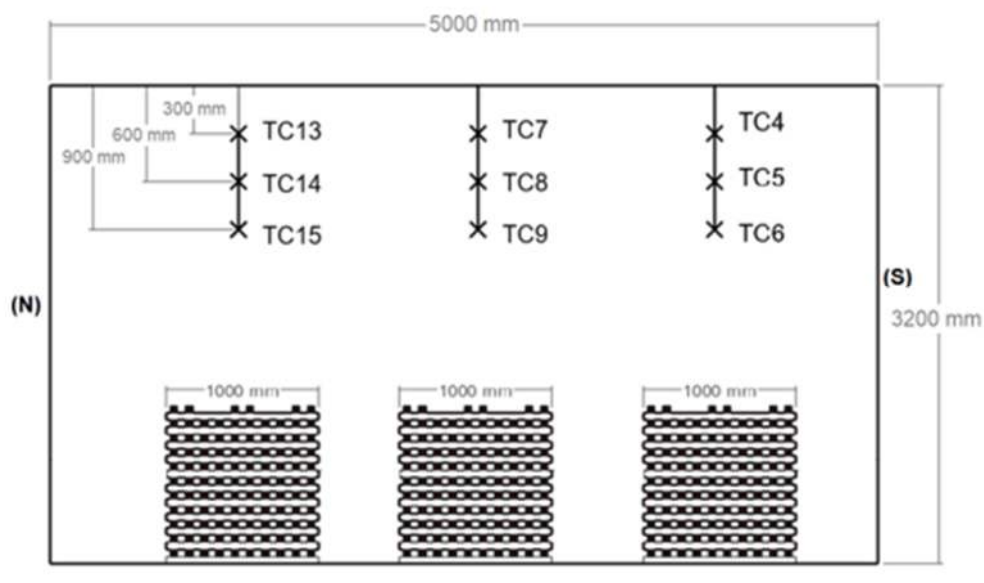 5000 mm
300 mm
600 mm
900 mm
TC13
TC7
TC4
TC14
TC8
TC5
TC15
TC9
TC6
(N)
(S)
3200 mm
1000 mm
1000 mm
1000 mm